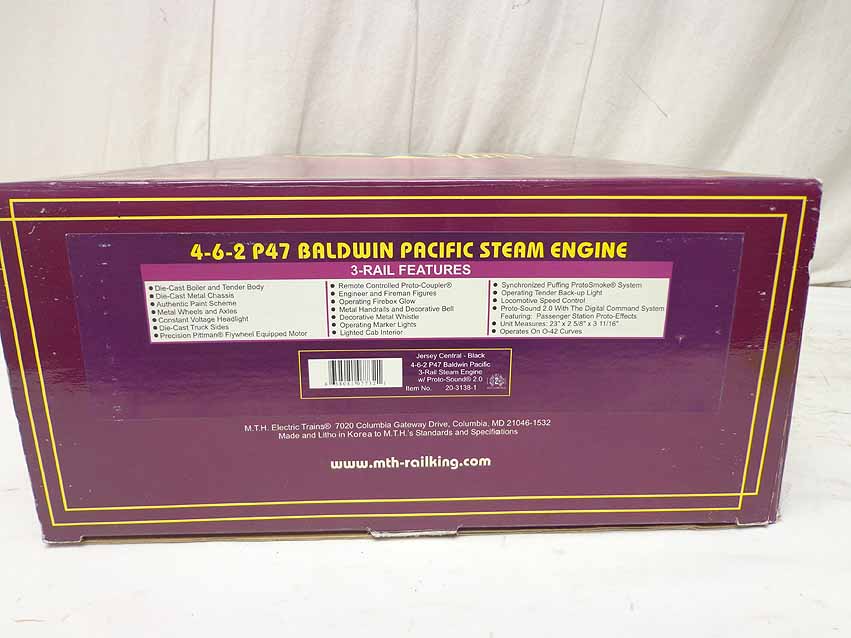 4-6-2 P47 BALDWIN PACIFIC STEAM ENGINE
3-RAIL FEATURES
• Die-Cast Boiler and Tender Body
• Die-Cast Metal Chassis
• Authentic Paint Scheme
• Metal Wheels and Axles
• Constant Voltage Headlight
• Die-Cast Truck Sides
• Precision Pittman® Flywheel Equipped Motor
• Remote Controlled Proto-Coupler®
• Engineer and Fireman Figures
• Operating Firebox Glow
• Metal Handrails and Decorative Bell
• Decorative Metal Whistle
• Operating Marker Lights
• Lighted Cab Interior
• Synchronized Puffing ProtoSmoke® System
• Operating Tender Back-up Light
• Locomotive Speed Control
• Proto-Sound 2.0 With The Digital Command System
Featuring: Passenger Station Proto-Effects
• Unit Measures: 23" x 2 5/8" x 3 11/16"
• Operates On O-42 Curves
Jersey Central - Black
4-6-2 P47 Baldwin Pacific
3-Rail Steam Engine
w/ Proto-Sound® 2.0
Item No. 20-3138-1
M.T.H. Electric Trains® 7020 Columbia Gateway Drive, Columbia, MD 21046-1532
Made and Litho in Korea to M.T.H.'s Standards and Specifications
www.mth-railking.com